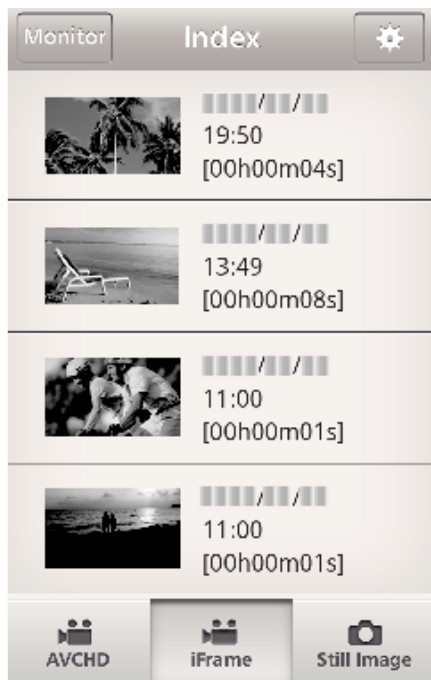 Monitor Index
19:50
[00h00m04s]
13:49
[00h00m08s]
11:00
[00h00m01s]
11:00
[00h00m01s]
AVCHD iFrame Still Image